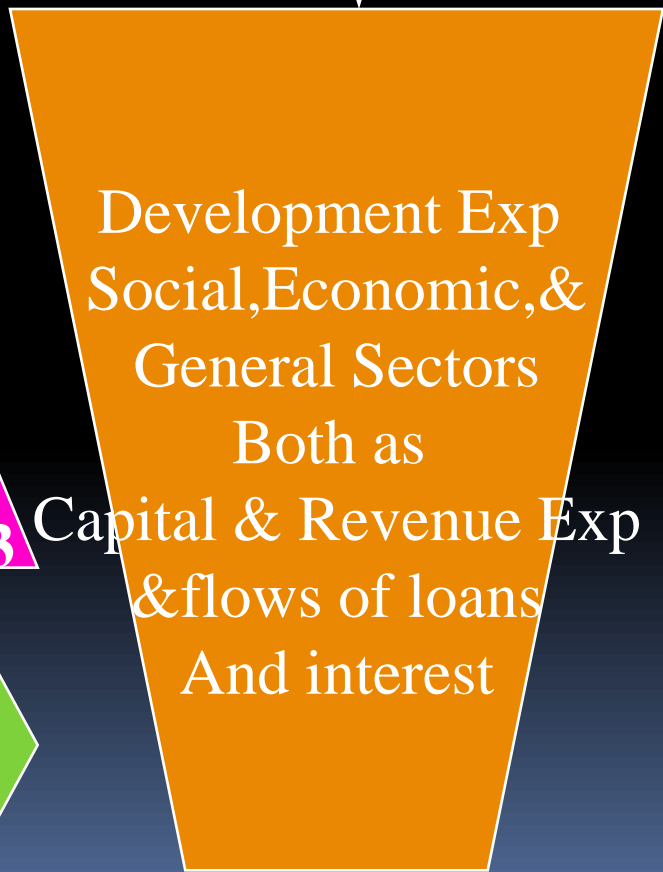 Development Exp
Social,Economic,&
General Sectors
Both as
Capital & Revenue Exp
&flows of loans
And interest